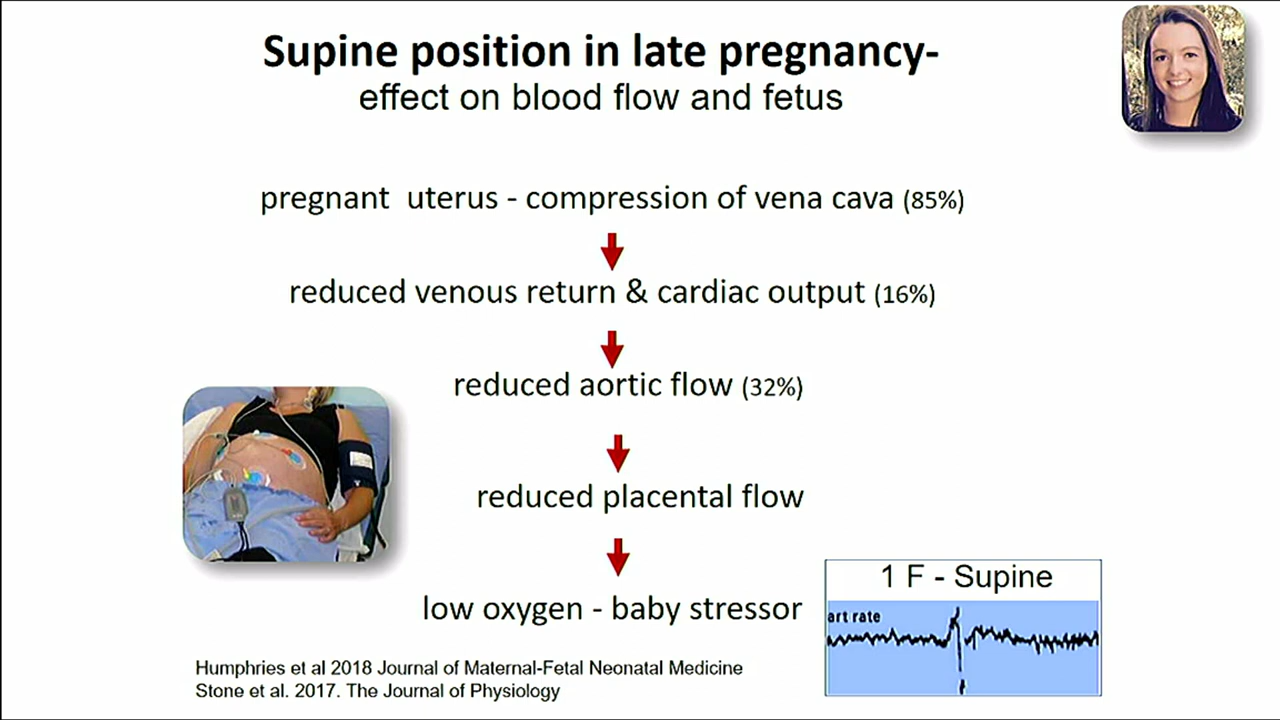 Supine position in late pregnancy-
effect on blood flow and fetus
pregnant uterus - compression of vena cava (85%)
reduced venous return & cardiac output (16%)
reduced aortic flow (32%)
reduced placental flow
low oxygen - baby stressor
1 F - Supine
art rate
Humphries et al 2018 Journal of Maternal-Fetal Neonatal Medicine
Stone et al. 2017. The Journal of Physiology